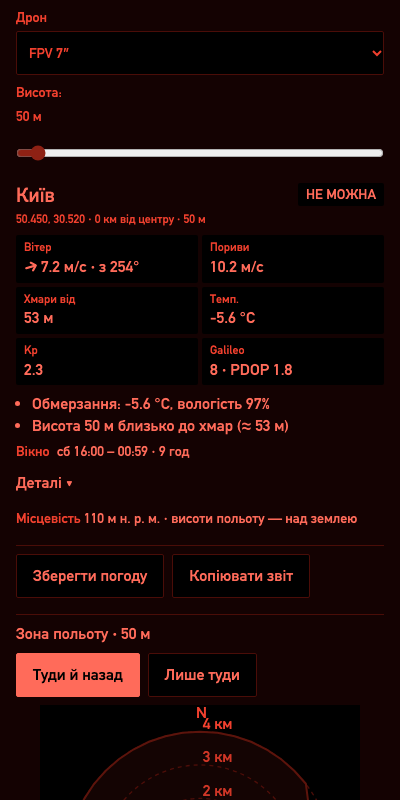 Дрон
FPV 7″
Висота:
50 м
Київ
НЕ МОЖНА
50.450, 30.520 · 0 км від центру · 50 м
Вітер
→ 7.2 м/с · з 254°
Пориви
10.2 м/с
Хмари від
53 м
Темп.
-5.6 °C
Kp
2.3
Galileo
8 · PDOP 1.8
• Обмерзання: -5.6 °C, вологість 97%
• Висота 50 м близько до хмар (≈ 53 м)
Вікно сб 16:00 – 00:59 · 9 год
Деталі ▾
Місцевість 110 м н. р. м. · висоти польоту — над землею
Зберегти погоду
Копіювати звіт
Зона польоту · 50 м
Туди й назад
Лише туди
N
4 км
3 км
2 км